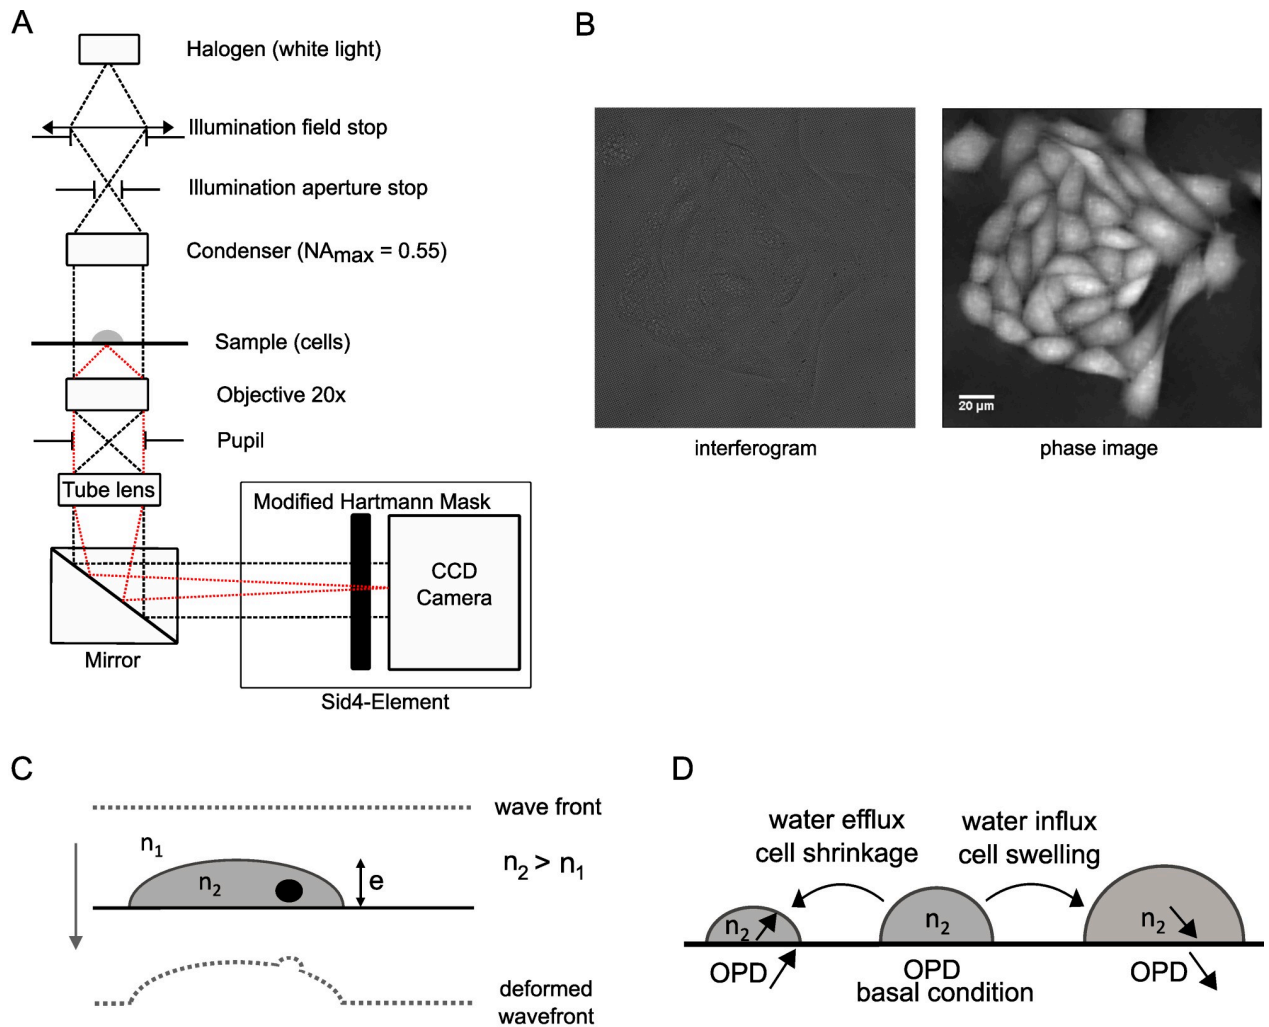 A
Halogen (white light)
Illumination field stop
Illumination aperture stop
Condenser (NAmax = 0.55)
Sample (cells)
Objective 20x
Pupil
Tube lens
Modified Hartmann Mask
CCD
Camera
Mirror
Sid4-Element
B
20 µm
interferogram
phase image
C
wave front
n1
n2 > n1
n2
e
deformed
wavefront
D
water efflux
cell shrinkage
water influx
cell swelling
n2
n2
n2
OPD
OPD
basal condition
OPD